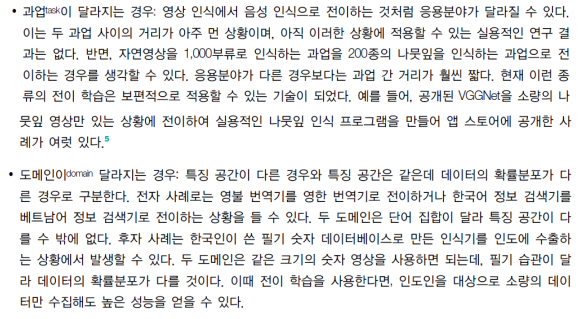 • 과업이task 달라지는 경우: 영상 인식에서 음성 인식으로 전이하는 것처럼 응용분야가 달라질 수 있다.
이는 두 과업 사이의 거리가 아주 먼 상황이며, 아직 이러한 상황에 적용할 수 있는 실용적인 연구 결
과는 없다. 반면, 자연영상을 1,000부류로 인식하는 과업을 200종의 나뭇잎을 인식하는 과업으로 전
이하는 경우를 생각할 수 있다. 응용분야가 다른 경우보다는 과업 간 거리가 훨씬 짧다. 현재 이런 종
류의 전이 학습은 보편적으로 적용할 수 있는 기술이 되었다. 예를 들어, 공개된 VGGNet을 소량의 나
뭇잎 영상만 있는 상황에 전이하여 실용적인 나뭇잎 인식 프로그램을 만들어 앱 스토어에 공개한 사
례가 여럿 있다.5
• 도메인이domain 달라지는 경우: 특징 공간이 다른 경우와 특징 공간은 같은데 데이터의 확률분포가 다
른 경우로 구분한다. 전자 사례로는 영불 번역기를 영한 번역기로 전이하거나 한국어 정보 검색기를
베트남어 정보 검색기로 전이하는 상황을 들 수 있다. 두 도메인은 단어 집합이 달라 특징 공간이 다
를 수 밖에 없다. 후자 사례는 한국인이 쓴 필기 숫자 데이터베이스로 만든 인식기를 인도에 수출하
는 상황에서 발생할 수 있다. 두 도메인은 같은 크기의 숫자 영상을 사용하면 되는데, 필기 습관이 달
라 데이터의 확률분포가 다를 것이다. 이때 전이 학습을 사용한다면, 인도인을 대상으로 소량의 데이
터만 수집해도 높은 성능을 얻을 수 있다.